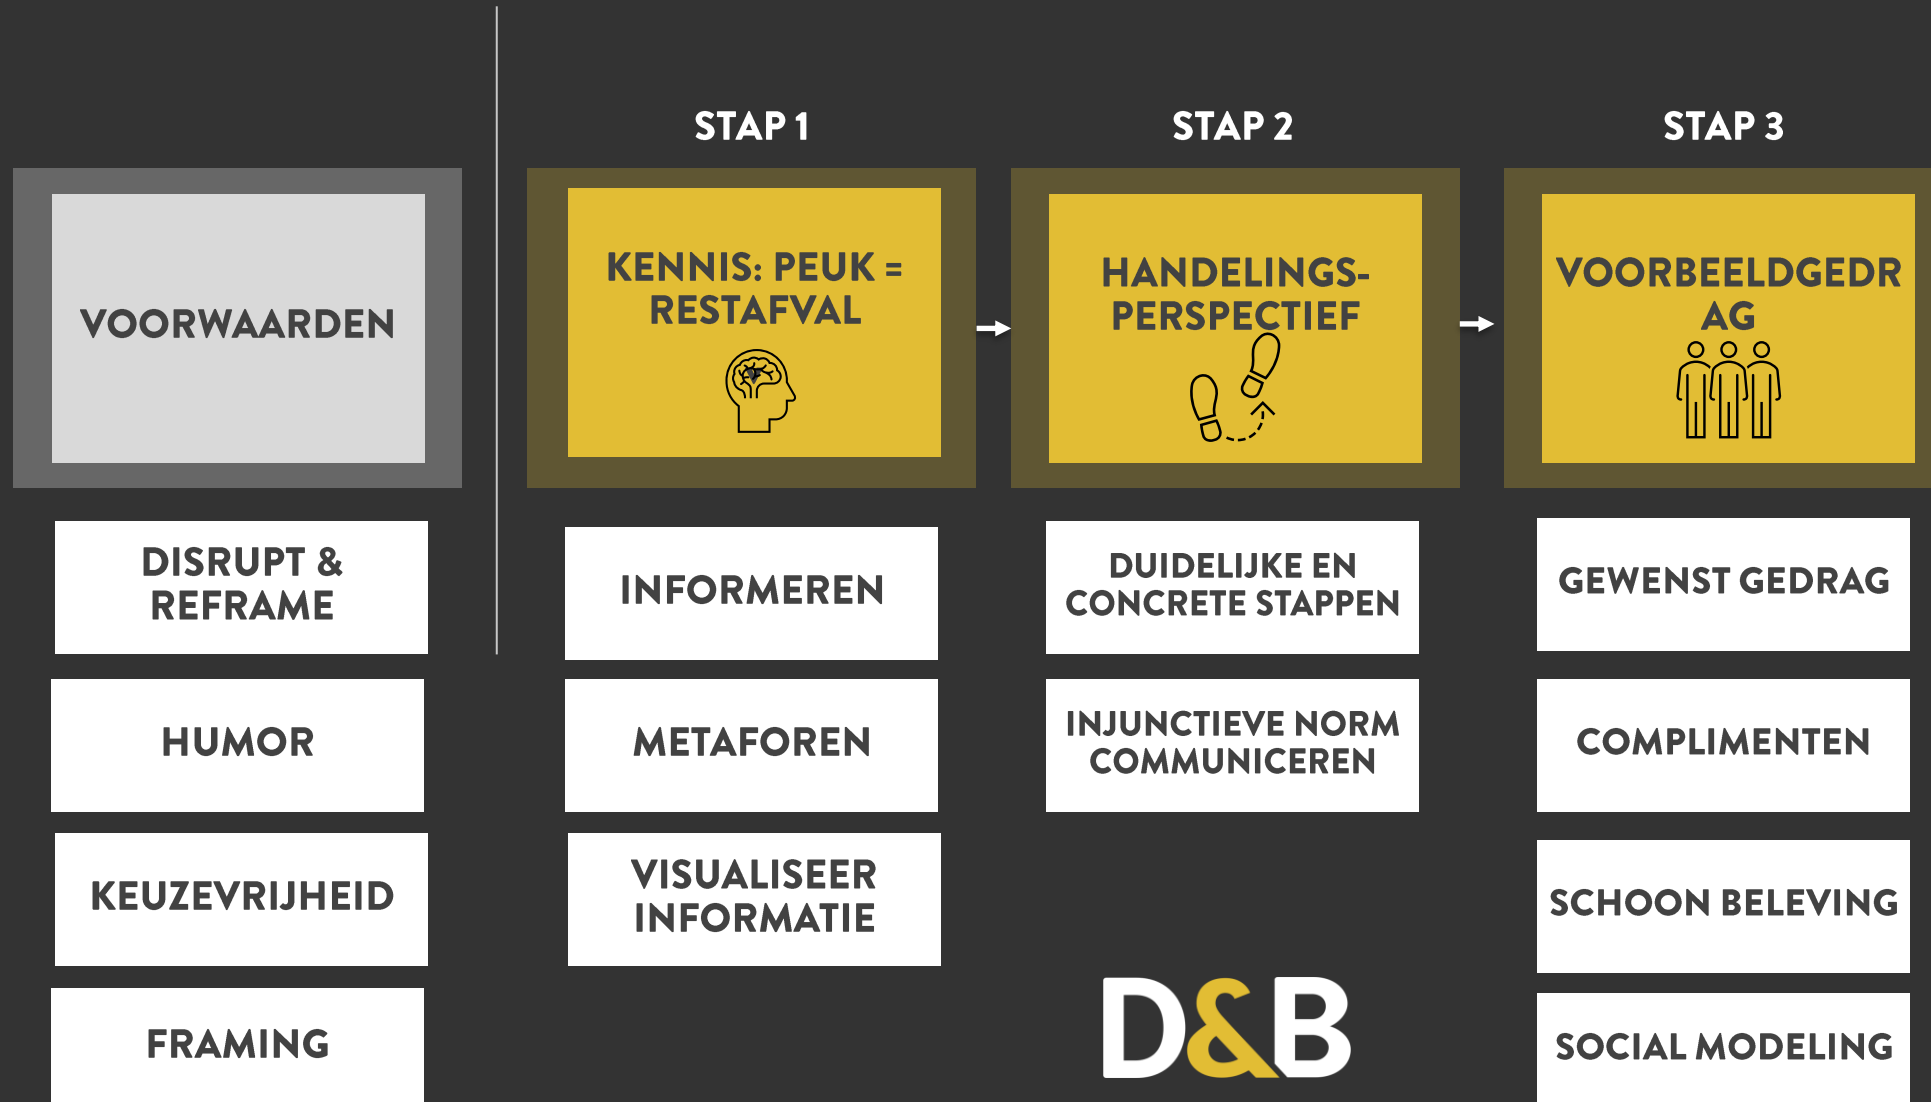 STAP 1
STAP 2
STAP 3
VOORWAARDEN
KENNIS: PEUK =
RESTAFVAL
HANDELINGS-
PERSPECTIEF
VOORBEELDGEDR
AG
DISRUPT &
REFRAME
HUMOR
KEUZEVRIJHEID
FRAMING
INFORMEREN
METAFOREN
VISUALISEER
INFORMATIE
DUIDELIJKE EN
CONCRETE STAPPEN
INJUNCTIEVE NORM
COMMUNICEREN
GEWENST GEDRAG
COMPLIMENTEN
SCHOON BELEVING
SOCIAL MODELING
D&B